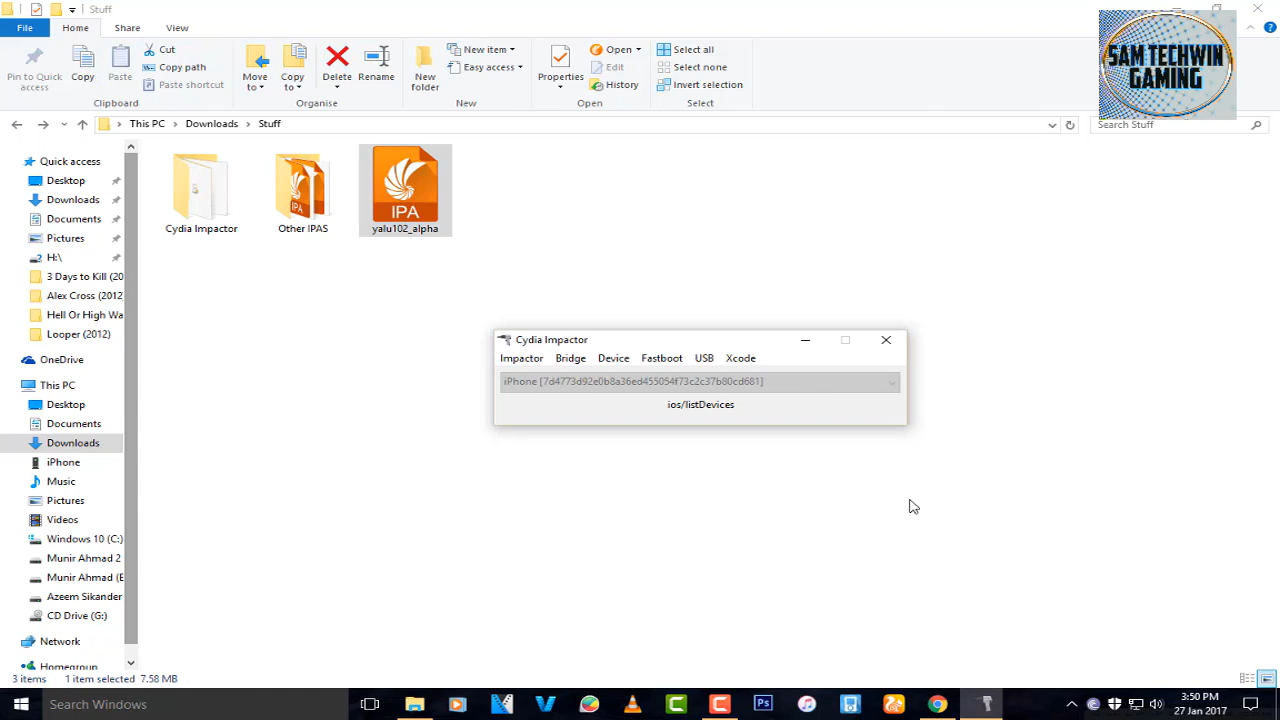 Stuff
File Home Share View
Pin to Quick access
Copy
Paste
Cut
Copy path
Paste shortcut
Clipboard
Move to
Copy to
Delete
Rename
Organise
New folder
New item
Easy access
New
Properties
Open
Edit
History
Open
Select all
Select none
Invert selection
Select
SAM TECHWIN
GAMING
This PC Downloads Stuff
Search Stuff
Quick access
Desktop
Downloads
Documents
Pictures
H:\
3 Days to Kill (20
Alex Cross (2012)
Hell Or High Wa
Looper (2012)
OneDrive
This PC
Desktop
Documents
Downloads
iPhone
Music
Pictures
Videos
Windows 10 (C:)
Munir Ahmad 2
Munir Ahmad (E
Azeem Sikander
CD Drive (G:)
Network
Homegroup
IPA
IPA
Cydia Impactor
Other IPAS
yalu102_alpha
Cydia Impactor
Impactor Bridge Device Fastboot USB Xcode
iPhone [7d4773d92e0b8a36ed455054f73c2c37b80cd681]
ios/listDevices
3 items 1 item selected 7.58 MB
Search Windows
Ps
3:50 PM
27 Jan 2017